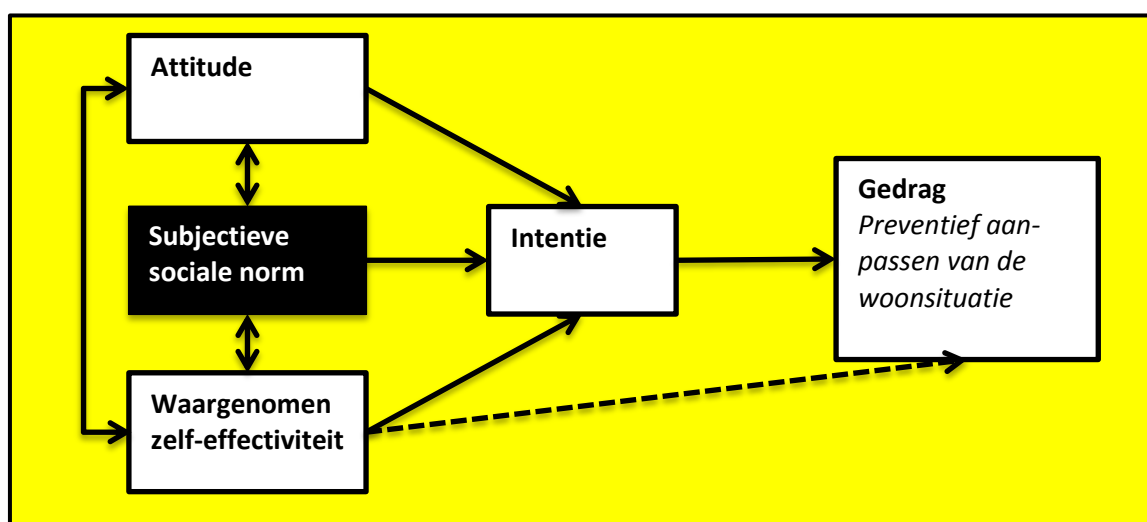 Attitude
Subjectieve
sociale norm
Waargenomen
zelf-effectiviteit
Intentie
Gedrag
Preventief aan-
passen van de
woonsituatie